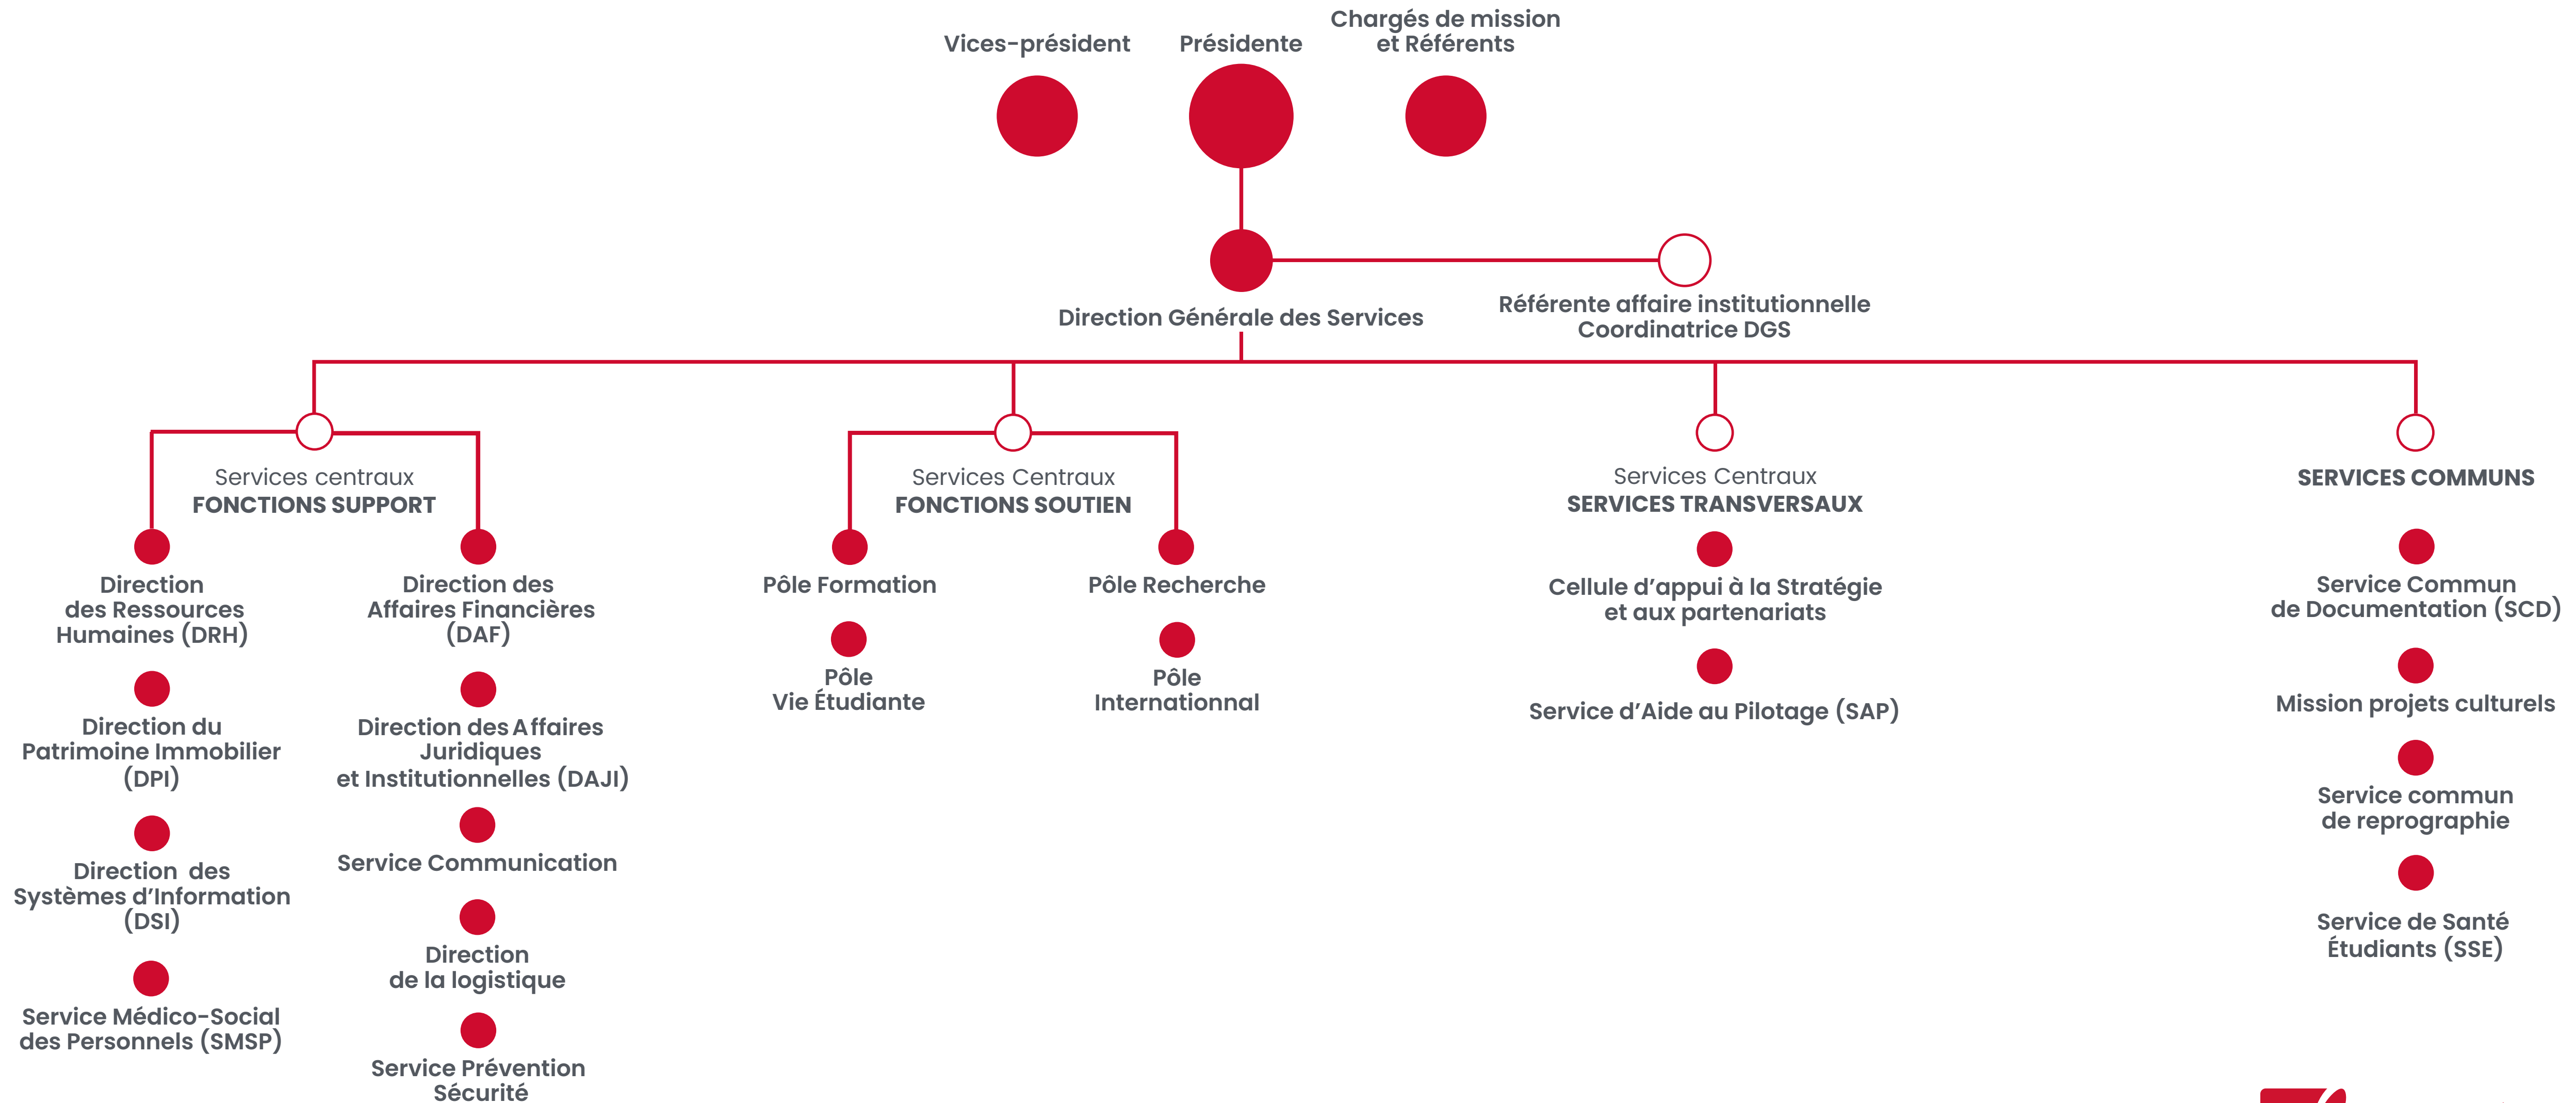 Vices-président
Présidente
Chargés de mission
et Référents
Direction Générale des Services
Référente affaire institutionnelle
Coordinatrice DGS
Services centraux
FONCTIONS SUPPORT
Direction
des Ressources
Humaines (DRH)
Direction du
Patrimoine Immobilier
(DPI)
Direction des
Systèmes d’Information
(DSI)
Service Médico-Social
des Personnels (SMSP)
Direction des
Affaires Financières
(DAF)
Direction des Affaires
Juridiques
et Institutionnelles (DAJI)
Service Communication
Direction
de la logistique
Service Prévention
Sécurité
Services Centraux
FONCTIONS SOUTIEN
Pôle Formation
Pôle
Vie Étudiante
Pôle Recherche
Pôle
Internationnal
Services Centraux
SERVICES TRANSVERSAUX
Cellule d’appui à la Stratégie
et aux partenariats
Service d’Aide au Pilotage (SAP)
SERVICES COMMUNS
Service Commun
de Documentation (SCD)
Mission projets culturels
Service commun
de reprographie
Service de Santé
Étudiants (SSE)